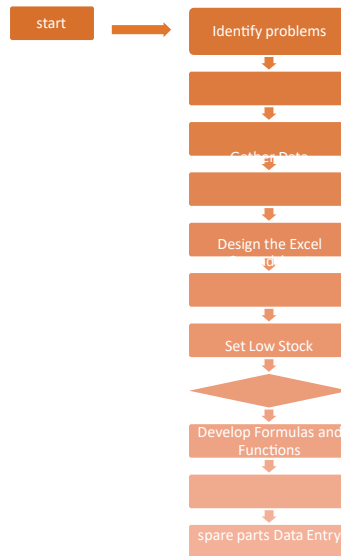 start
Identify problems
Gather Data
Design the Excel
Set Low Stock
Develop Formulas and
Functions
spare parts Data Entry